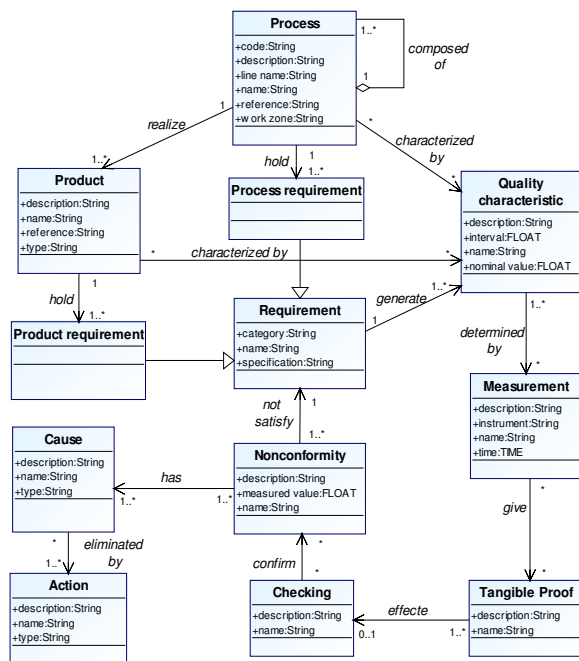 Process
+code:String
+description:String
+line name:String
+name:String
+reference:String
+work zone:String
1..*
composed
of
1
1
realize
1..*
hold
1
1..*
*
characterized
by
*
Product
+description:String
+name:String
+reference:String
+type:String
Process requirement
Quality
characteristic
+description:String
+interval:FLOAT
+name:String
+nominal value:FLOAT
*
characterized by
*
1
hold
1..*
Product requirement
Requirement
+category:String
+name:String
+specification:String
generate
1
1..*
1..*
determined
by
*
Measurement
+description:String
+instrument:String
+name:String
+time:TIME
not
satisfy
1
1..*
Cause
+description:String
+name:String
+type:String
has
1..*
1..*
Nonconformity
+description:String
+measured value:FLOAT
+name:String
*
give
*
*
eliminated
by
1..*
*
confirm
*
Action
+description:String
+name:String
+type:String
Checking
+description:String
+name:String
effecte
0..1
1..*
Tangible Proof
+description:String
+name:String